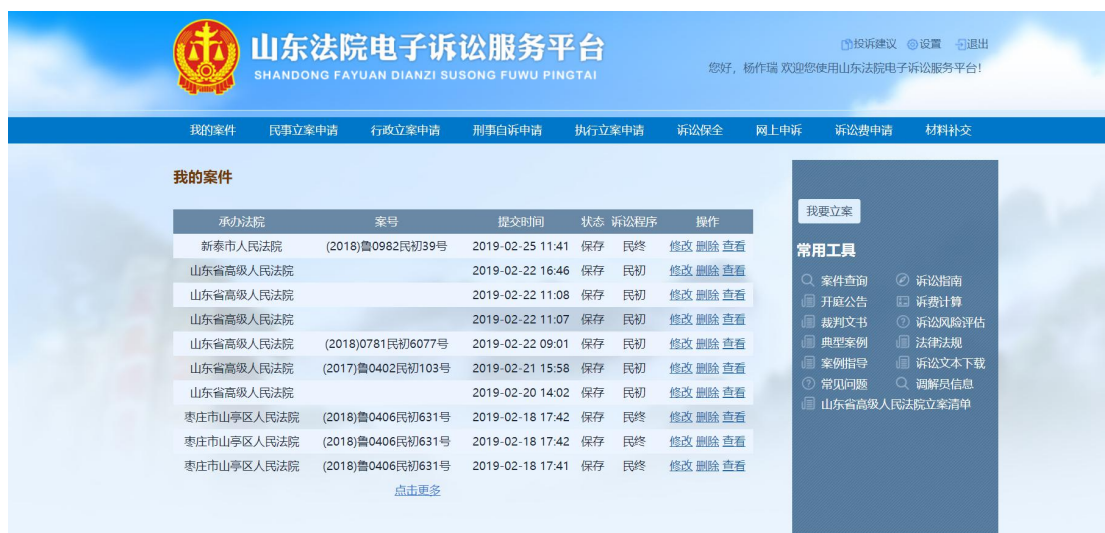 山东法院电子诉讼服务平台
SHANDONG FAYUAN DIANZI SUSONG FUWU PINGTAI
投诉建议 设置 退出
您好，杨作瑞 欢迎您使用山东法院电子诉讼服务平台！
我的案件 民事立案申请 行政立案申请 刑事自诉申请 执行立案申请 诉讼保全 网上申诉 诉讼费申请 材料补交
我的案件
承办法院 案号 提交时间 状态 诉讼程序 操作
新泰市人民法院 (2018)鲁0982民初39号 2019-02-25 11:41 保存 民终 修改 删除 查看
山东省高级人民法院 2019-02-22 16:46 保存 民初 修改 删除 查看
山东省高级人民法院 2019-02-22 11:08 保存 民初 修改 删除 查看
山东省高级人民法院 2019-02-22 11:07 保存 民初 修改 删除 查看
山东省高级人民法院 (2018)0781民初6077号 2019-02-22 09:01 保存 民初 修改 删除 查看
山东省高级人民法院 (2017)鲁0402民初103号 2019-02-21 15:58 保存 民初 修改 删除 查看
山东省高级人民法院 2019-02-20 14:02 保存 民初 修改 删除 查看
枣庄市山亭区人民法院 (2018)鲁0406民初631号 2019-02-18 17:42 保存 民终 修改 删除 查看
枣庄市山亭区人民法院 (2018)鲁0406民初631号 2019-02-18 17:42 保存 民终 修改 删除 查看
枣庄市山亭区人民法院 (2018)鲁0406民初631号 2019-02-18 17:41 保存 民终 修改 删除 查看
点击更多
我要立案
常用工具
案件查询 诉讼指南
开庭公告 诉费计算
裁判文书 诉讼风险评估
典型案例 法律法规
案例指导 诉讼文本下载
常见问题 调解员信息
山东省高级人民法院立案清单